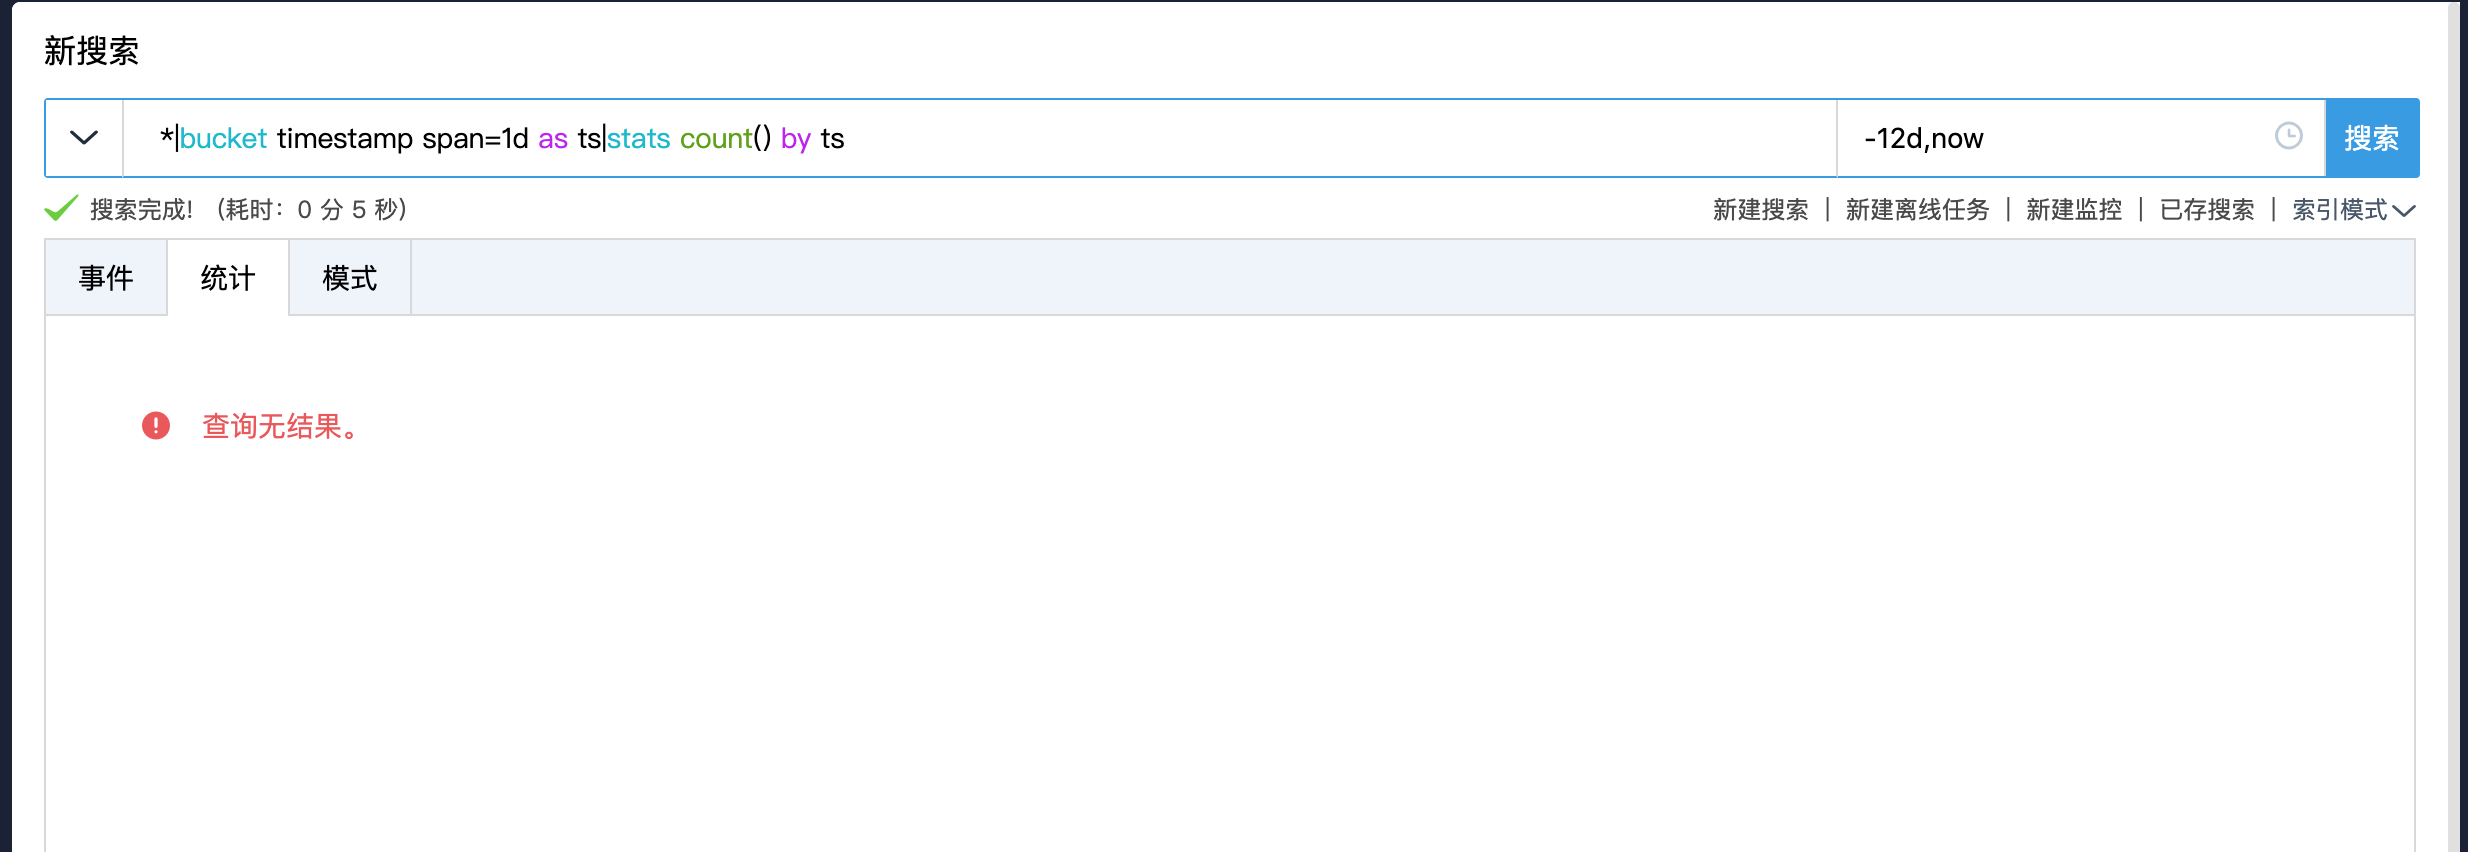 新搜索
*|bucket timestamp span=1d as ts|stats count() by ts
-12d,now
搜索
搜索完成! (耗时: 0 分 5 秒)
新建搜索 | 新建离线任务 | 新建监控 | 已存搜索 | 索引模式
事件 统计 模式
查询无结果。